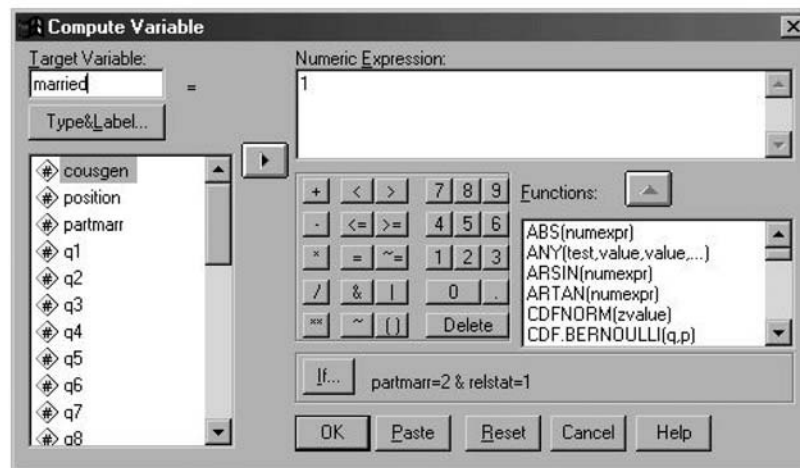 Compute Variable
Target Variable:
married
=
Type&Label...
cousgen
position
partmarr
q1
q2
q3
q4
q5
q6
q7
q8
Numeric Expression:
1
+ < > 7 8 9
- <= >= 4 5 6
* = ~= 1 2 3
/ & | 0 .
** ~ () Delete
Functions:
ABS(numexpr)
ANY(test,value,value,...)
ARSIN(numexpr)
ARTAN(numexpr)
CDFNORM(zvalue)
CDF.BERNOULLI(q,p)
If... partmarr=2 & relstat=1
OK Paste Reset Cancel Help